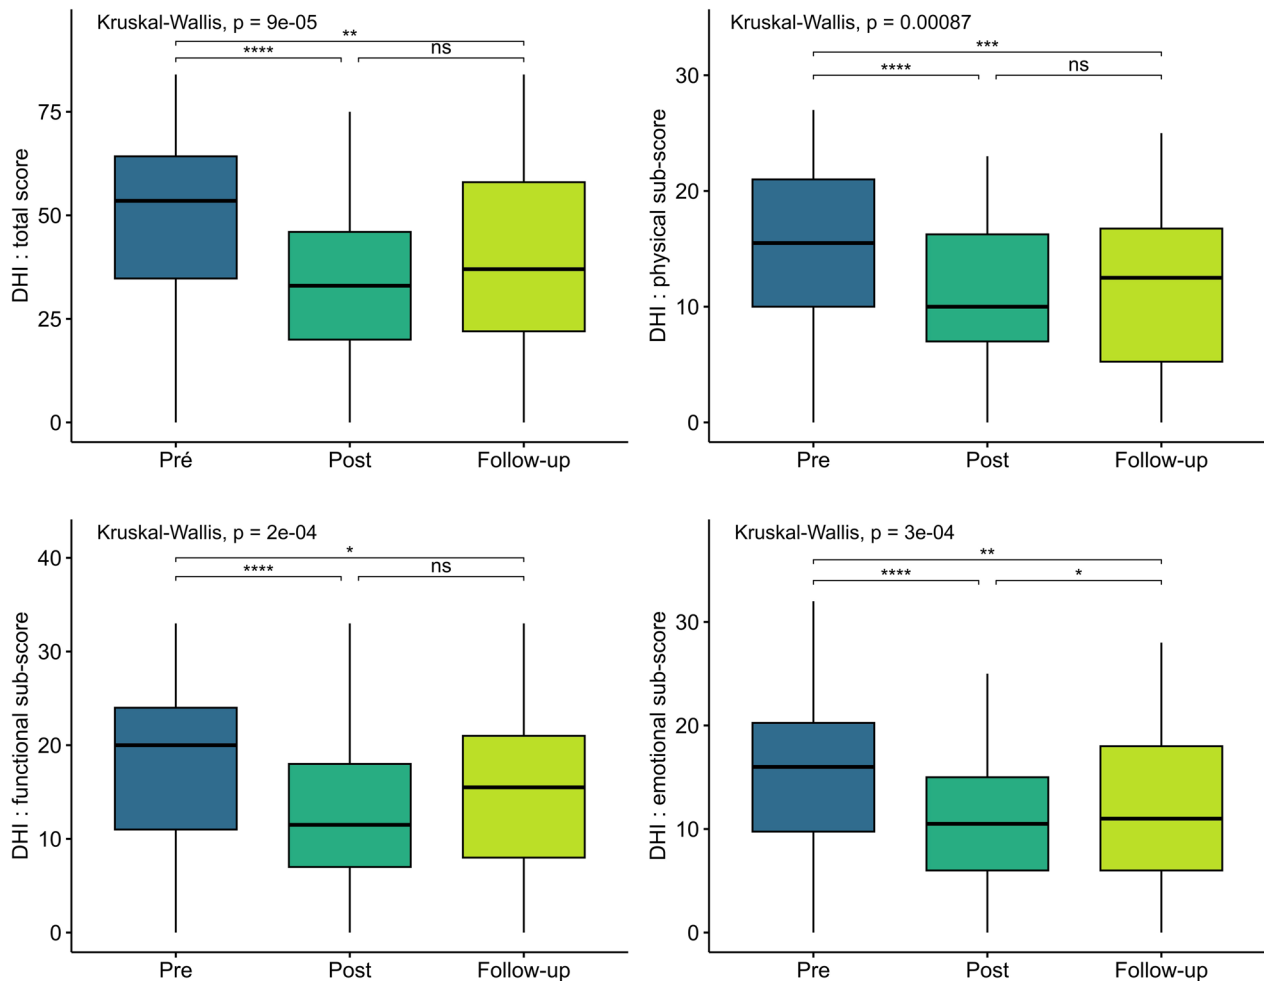 Kruskal-Wallis, p = 9e-05
**
****
ns
DHI : total score
75
50
25
0
Pré
Post
Follow-up
Kruskal-Wallis, p = 0.00087
***
****
ns
DHI : physical sub-score
30
20
10
0
Pre
Post
Follow-up
Kruskal-Wallis, p = 2e-04
*
****
ns
DHI : functional sub-score
40
30
20
10
0
Pre
Post
Follow-up
Kruskal-Wallis, p = 3e-04
**
****
*
DHI : emotional sub-score
30
20
10
0
Pre
Post
Follow-up